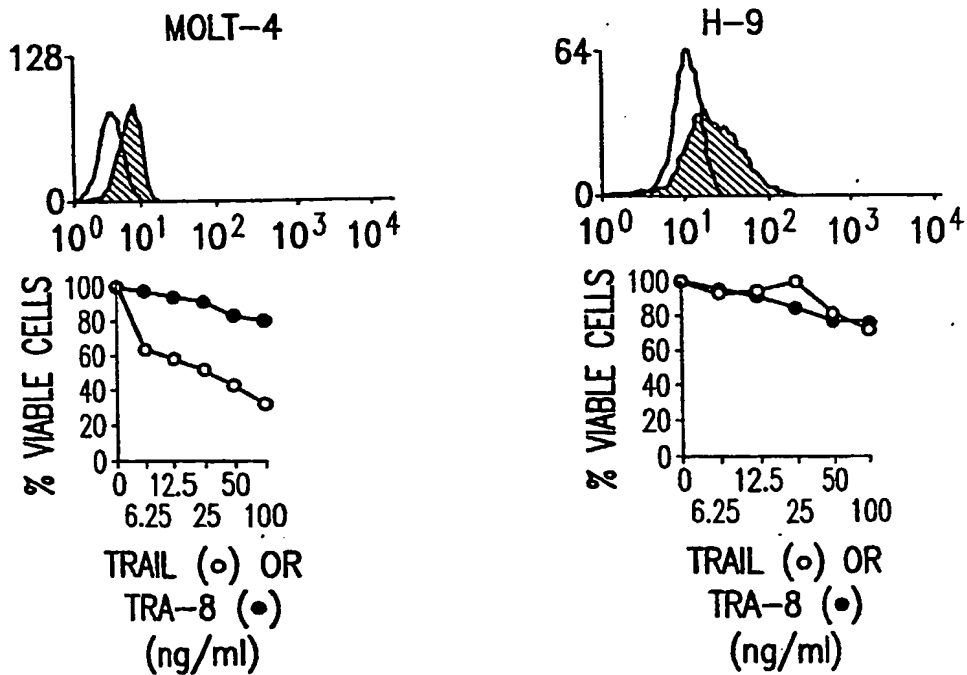 MOLT-4
128
0
10^0 10^1 10^2 10^3 10^4
% VIABLE CELLS
100
80
60
40
20
0
0 12.5 50
6.25 25 100
TRAIL (o) OR
TRA-8 (●)
(ng/ml)
H-9
64
0
10^0 10^1 10^2 10^3 10^4
% VIABLE CELLS
100
80
60
40
20
0
0 12.5 50
6.25 25 100
TRAIL (o) OR
TRA-8 (●)
(ng/ml)